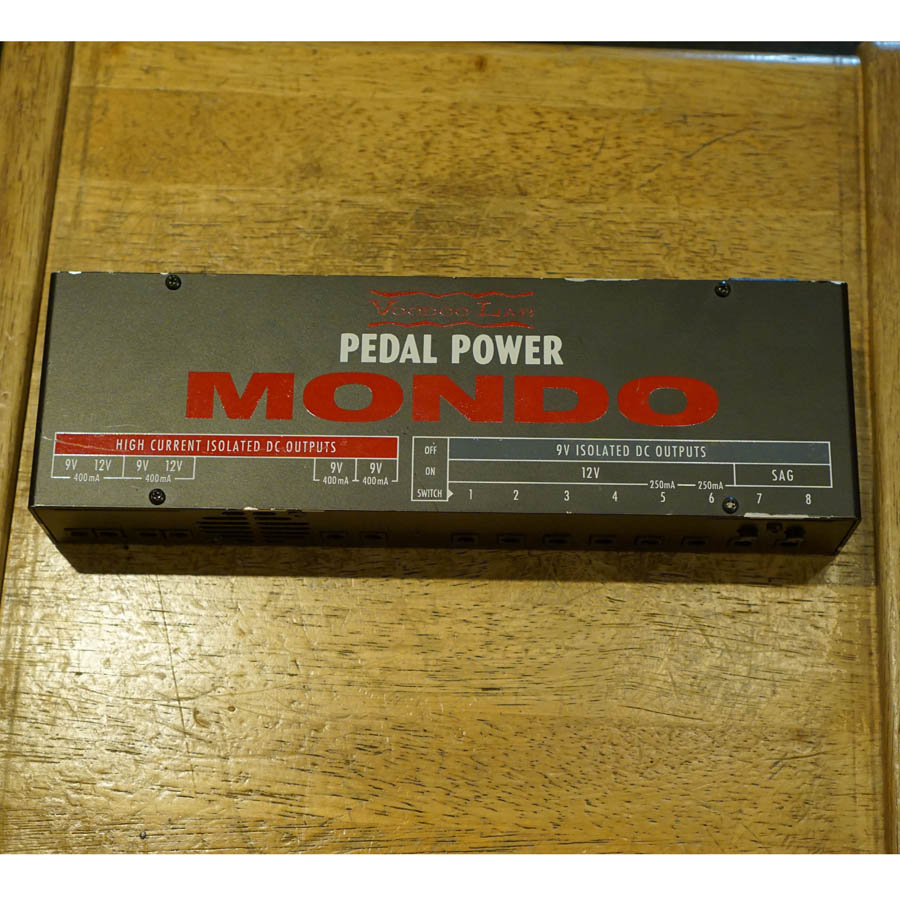 VOODOO LAB
PEDAL POWER
MONDO
HIGH CURRENT ISOLATED DC OUTPUTS
9V 12V 9V 12V 9V 9V
400mA 400mA 400mA 400mA
OFF 9V ISOLATED DC OUTPUTS
ON 12V 250mA 250mA SAG
SWITCH 1 2 3 4 5 6 7 8